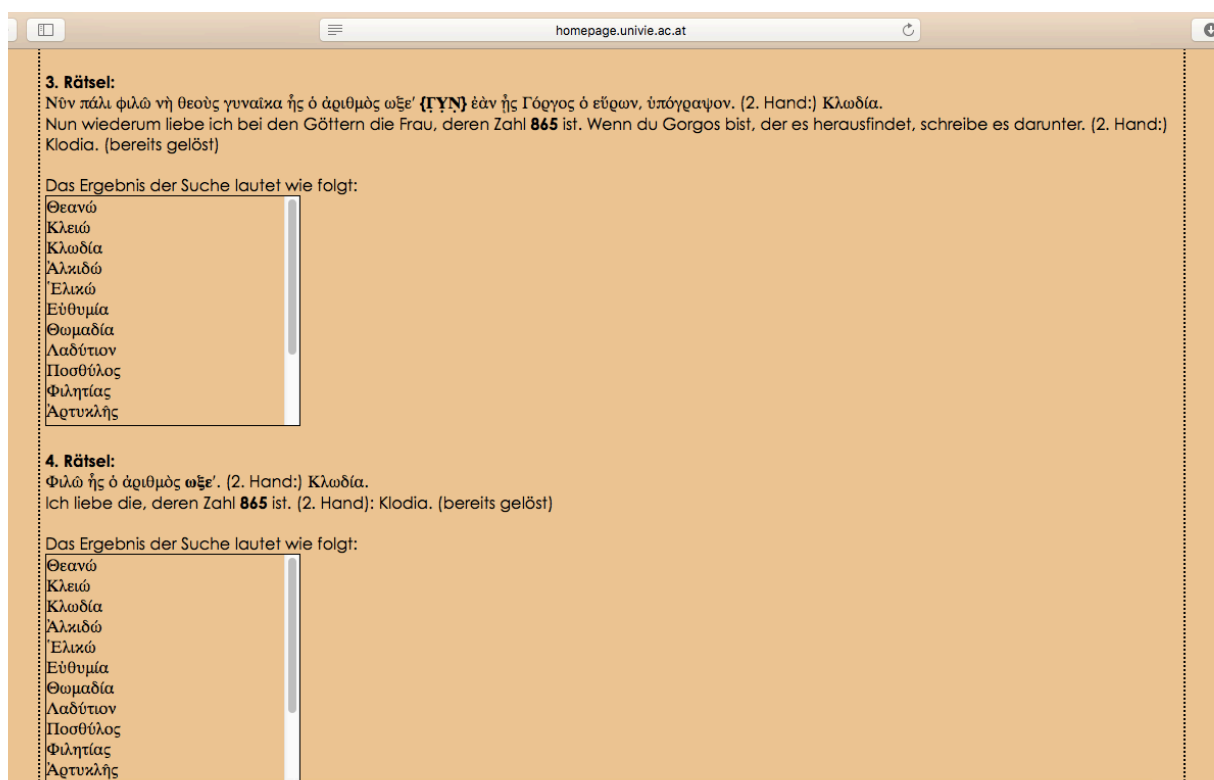 homepage.univie.ac.at
3. Rätsel:
Νῦν πάλι φιλῶ νὴ θεοὺς γυναῖκα ἧς ὁ ἀριθμὸς ωξε’ {Γ̣Υ̣Ν̣} ἐὰν ᾖς Γόργος ὁ εὕρων, ὑπόγραψον. (2. Hand:) Κλωδία.
Nun wiederum liebe ich bei den Göttern die Frau, deren Zahl 865 ist. Wenn du Gorgos bist, der es herausfindet, schreibe es darunter. (2. Hand:)
Klodia. (bereits gelöst)
Das Ergebnis der Suche lautet wie folgt:
Θεανώ
Κλειώ
Κλωδία
Ἀλκιδώ
Ἑλικώ
Εὐθυμία
Θωμαδία
Λαδύτιον
Ποσθύλος
Φιλητίας
Ἀρτυκλῆς
4. Rätsel:
Φιλῶ ἧς ὁ ἀριθμὸς ωξε’. (2. Hand:) Κλωδία.
Ich liebe die, deren Zahl 865 ist. (2. Hand): Klodia. (bereits gelöst)
Das Ergebnis der Suche lautet wie folgt:
Θεανώ
Κλειώ
Κλωδία
Ἀλκιδώ
Ἑλικώ
Εὐθυμία
Θωμαδία
Λαδύτιον
Ποσθύλος
Φιλητίας
Ἀρτυκλῆς